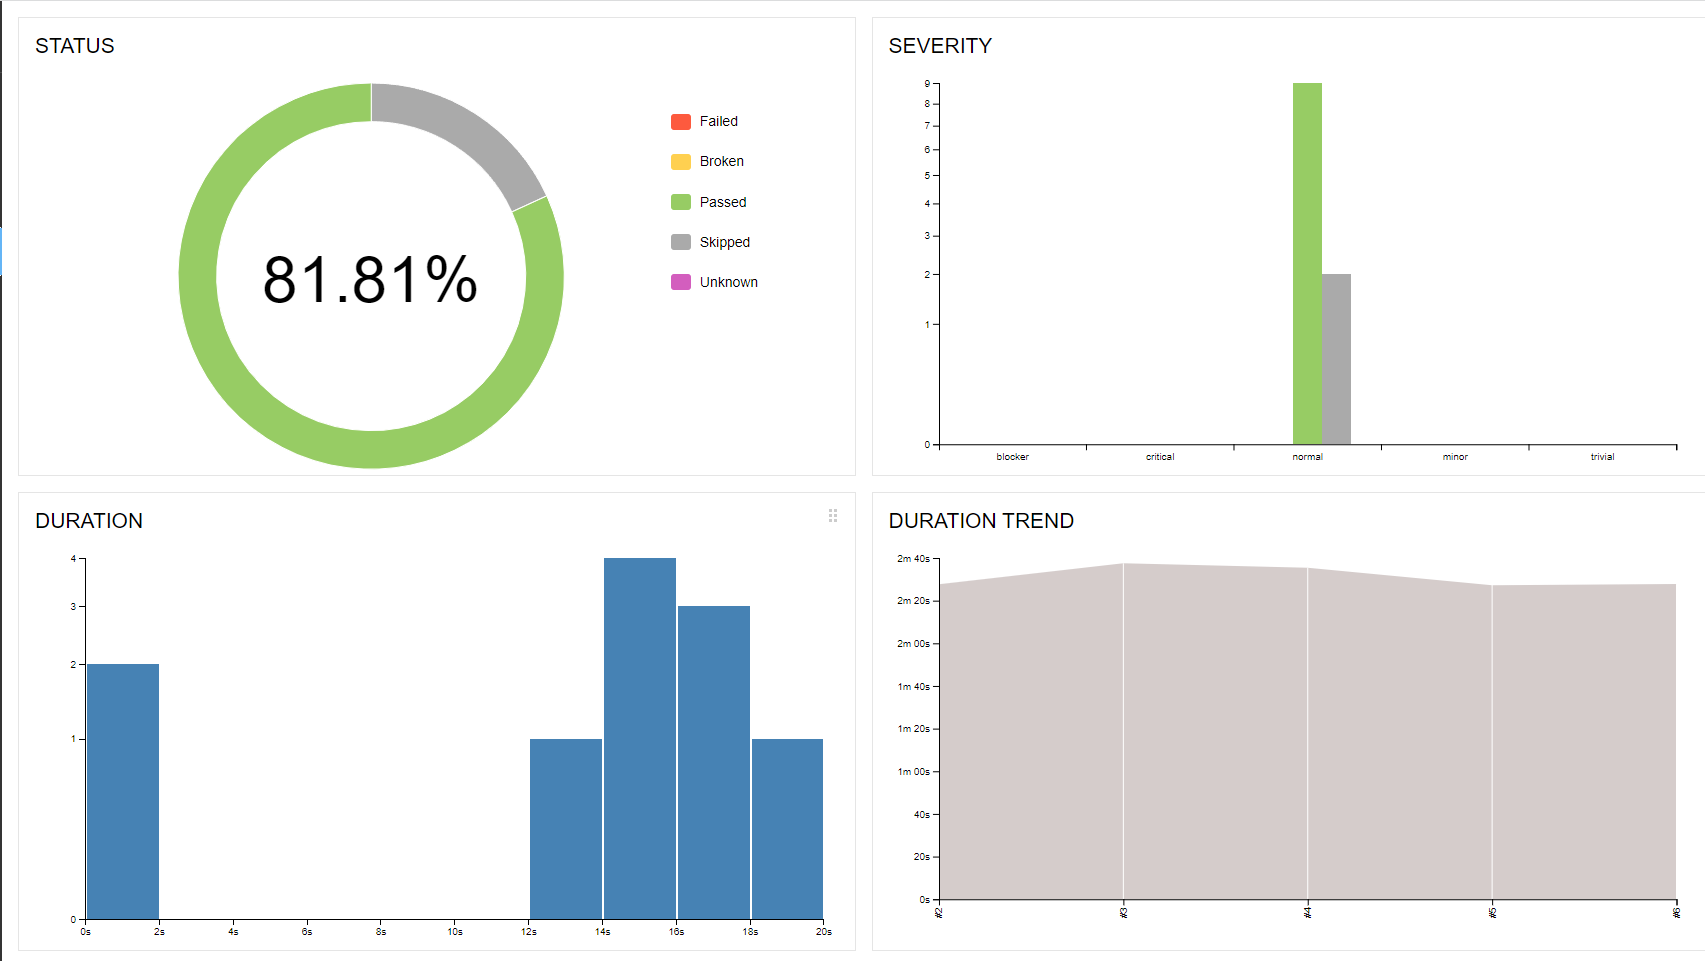 STATUS
81.81%
Failed
Broken
Passed
Skipped
Unknown
SEVERITY
9
8
7
6
5
4
3
2
1
0
blocker critical normal minor trivial
DURATION
4
3
2
1
0
0s 2s 4s 6s 8s 10s 12s 14s 16s 18s 20s
DURATION TREND
2m 40s
2m 20s
2m 00s
1m 40s
1m 20s
1m 00s
40s
20s
0s
#2 #3 #4 #5 #6